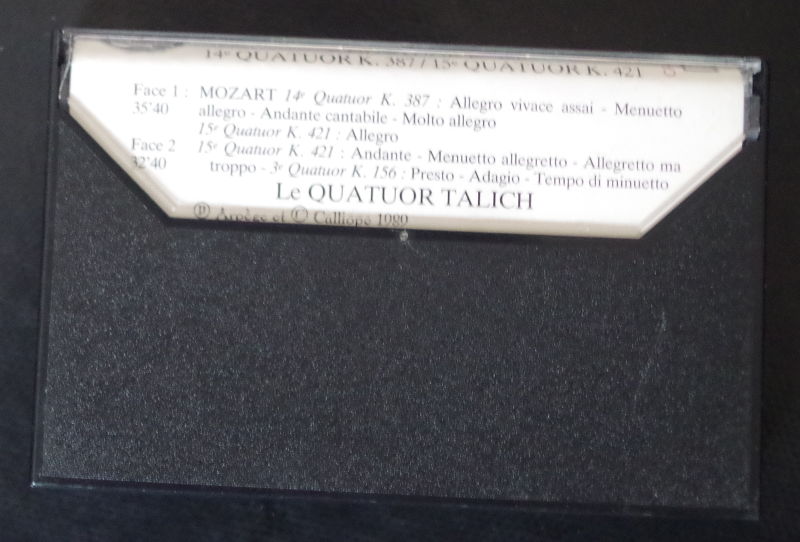 14e QUATUOR K. 387 / 15e QUATUOR K. 421
Face 1 : MOZART 14e Quatuor K. 387 : Allegro vivace assai - Menuetto
35'40 allegro - Andante cantabile - Molto allegro
15e Quatuor K. 421 : Allegro
Face 2 15e Quatuor K. 421 : Andante - Menuetto allegretto - Allegretto ma
32'40 troppo - 3e Quatuor K. 156 : Presto - Adagio - Tempo di minuetto
Le QUATUOR TALICH
Ⓟ Arpège et © Calliope 1989